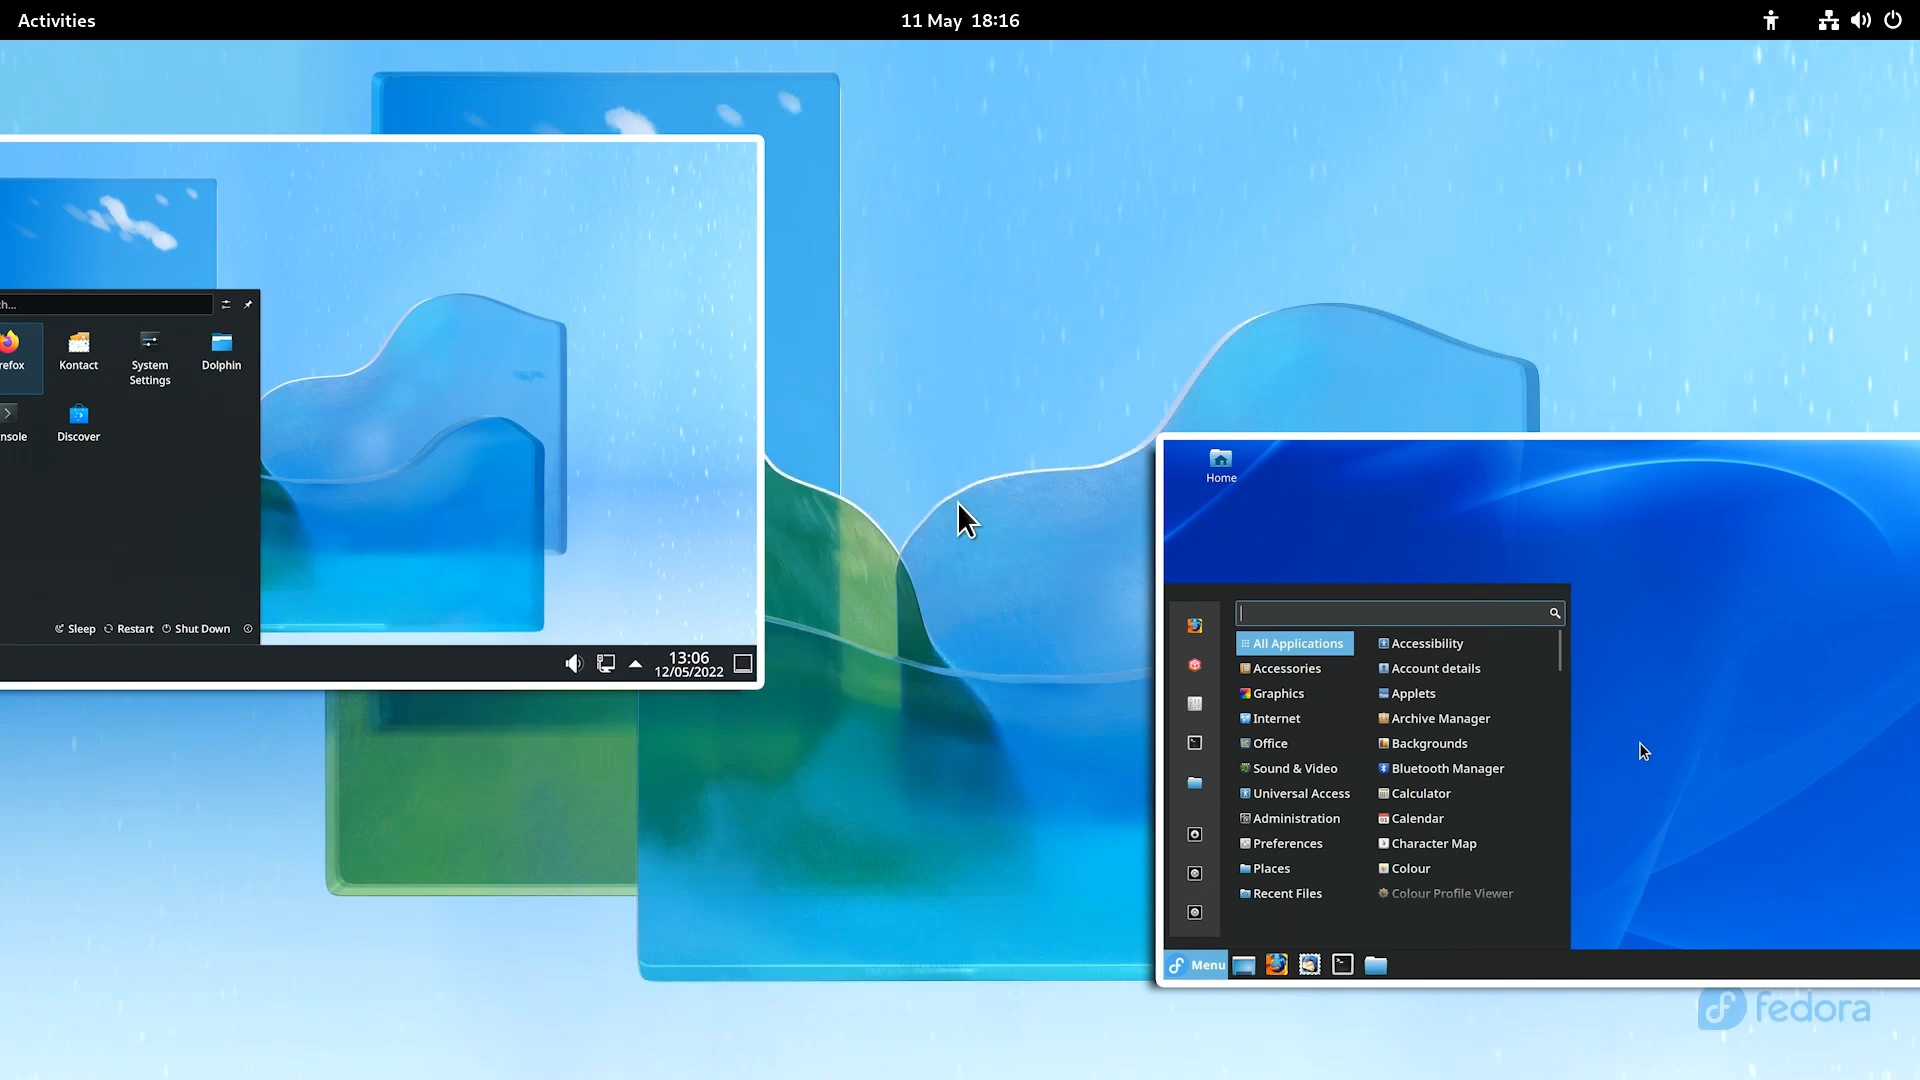 Activities
11 May 18:16
h...
refox
Kontact
System
Settings
Dolphin
nsole
Discover
Sleep
Restart
Shut Down
13:06
12/05/2022
Home
All Applications
Accessories
Graphics
Internet
Office
Sound & Video
Universal Access
Administration
Preferences
Places
Recent Files
Accessibility
Account details
Applets
Archive Manager
Backgrounds
Bluetooth Manager
Calculator
Calendar
Character Map
Colour
Colour Profile Viewer
Menu
fedora